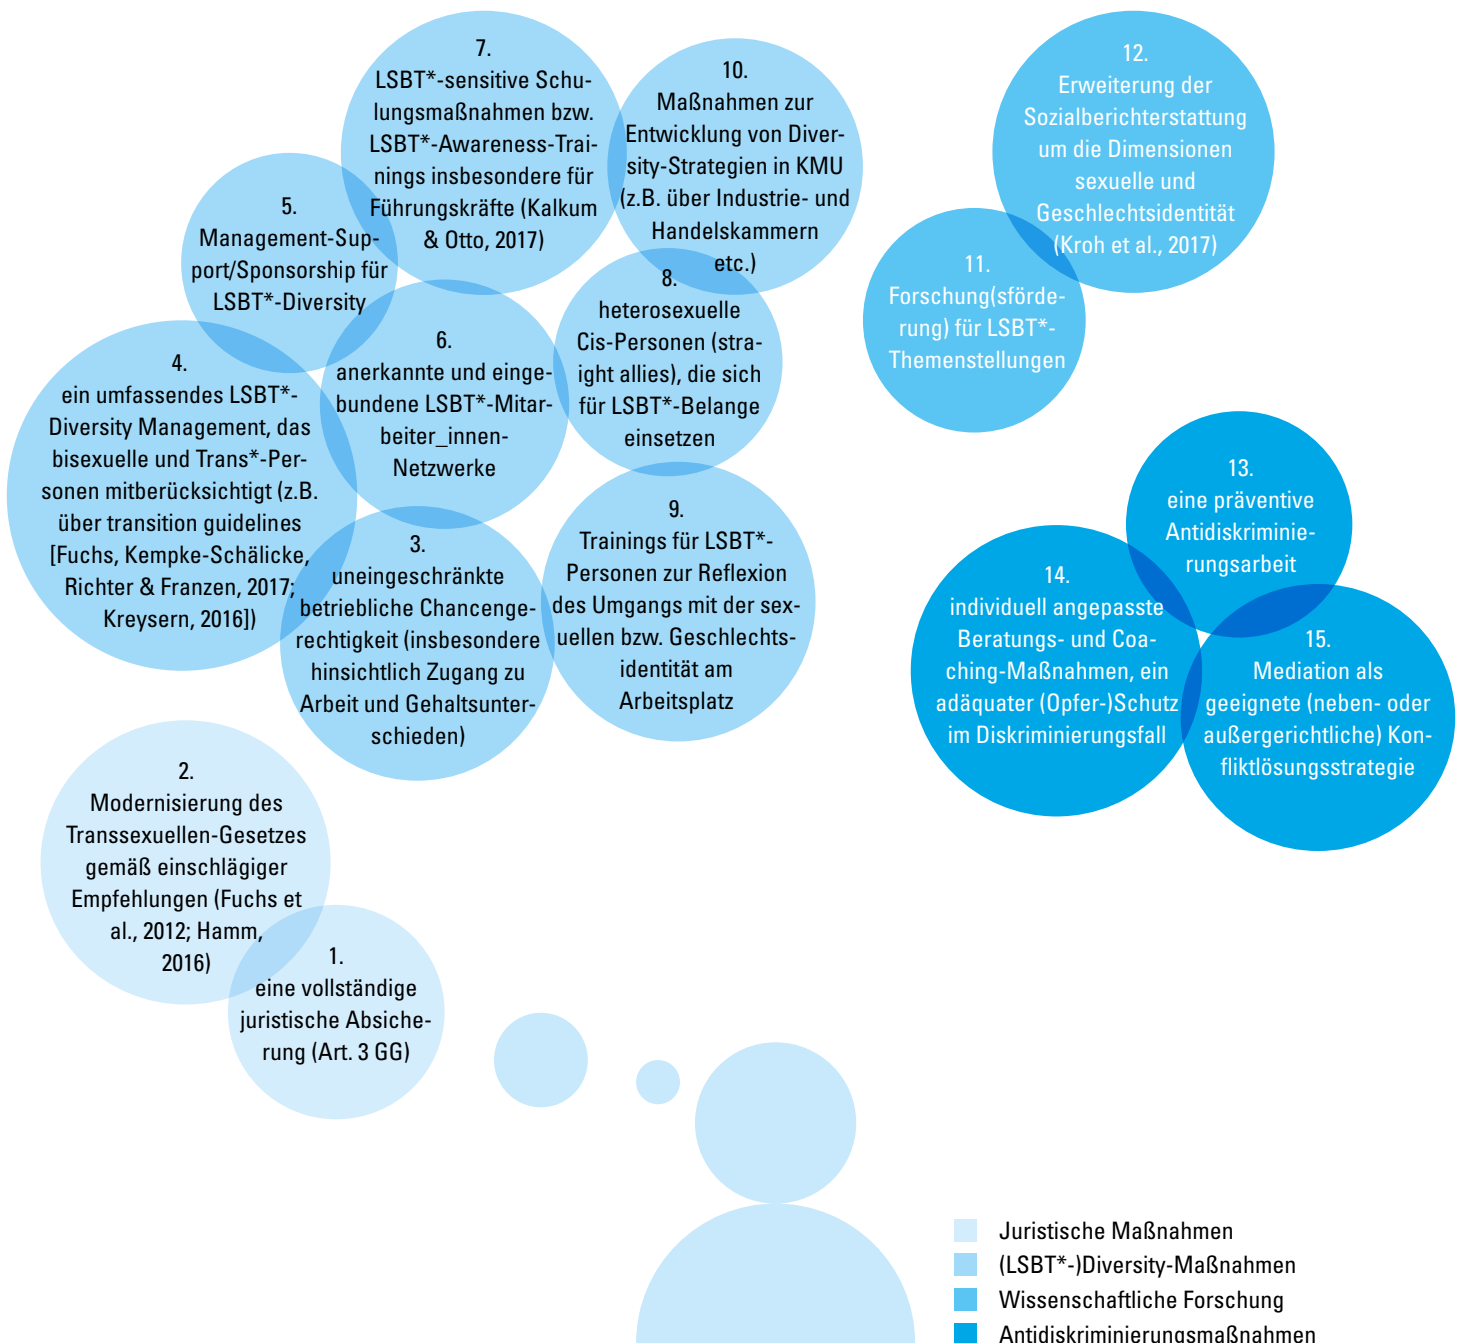 7.
LSBT*-sensitive Schu-
lungsmaßnahmen bzw.
LSBT*-Awareness-Trai-
nings insbesondere für
Führungskräfte (Kalkum
& Otto, 2017)
10.
Maßnahmen zur
Entwicklung von Diver-
sity-Strategien in KMU
(z.B. über Industrie- und
Handelskammern
etc.)
12.
Erweiterung der
Sozialberichterstattung
um die Dimensionen
sexuelle und
Geschlechtsidentität
(Kroh et al., 2017)
5.
Management-Sup-
port/Sponsorship für
LSBT*-Diversity
11.
Forschung(sförde-
rung) für LSBT*-
Themenstellungen
8.
heterosexuelle
Cis-Personen (stra-
ight allies), die sich
für LSBT*-Belange
einsetzen
6.
anerkannte und einge-
bundene LSBT*-Mitar-
beiter_innen-
Netzwerke
4.
ein umfassendes LSBT*-
Diversity Management, das
bisexuelle und Trans*-Per-
sonen mitberücksichtigt (z.B.
über transition guidelines
[Fuchs, Kempke-Schälicke,
Richter & Franzen, 2017;
Kreysern, 2016])
13.
eine präventive
Antidiskriminie-
rungsarbeit
9.
Trainings für LSBT*-
Personen zur Reflexion
des Umgangs mit der sex-
uellen bzw. Geschlechts-
identität am
Arbeitsplatz
3.
uneingeschränkte
betriebliche Chancenge-
rechtigkeit (insbesondere
hinsichtlich Zugang zu
Arbeit und Gehaltsunter-
schieden)
14.
individuell angepasste
Beratungs- und Coa-
ching-Maßnahmen, ein
adäquater (Opfer-)Schutz
im Diskriminierungsfall
15.
Mediation als
geeignete (neben- oder
außergerichtliche) Kon-
fliktlösungsstrategie
2.
Modernisierung des
Transsexuellen-Gesetzes
gemäß einschlägiger
Empfehlungen (Fuchs et
al., 2012; Hamm,
2016)
1.
eine vollständige
juristische Absiche-
rung (Art. 3 GG)
Juristische Maßnahmen
(LSBT*-)Diversity-Maßnahmen
Wissenschaftliche Forschung
Antidiskriminierungsmaßnahmen